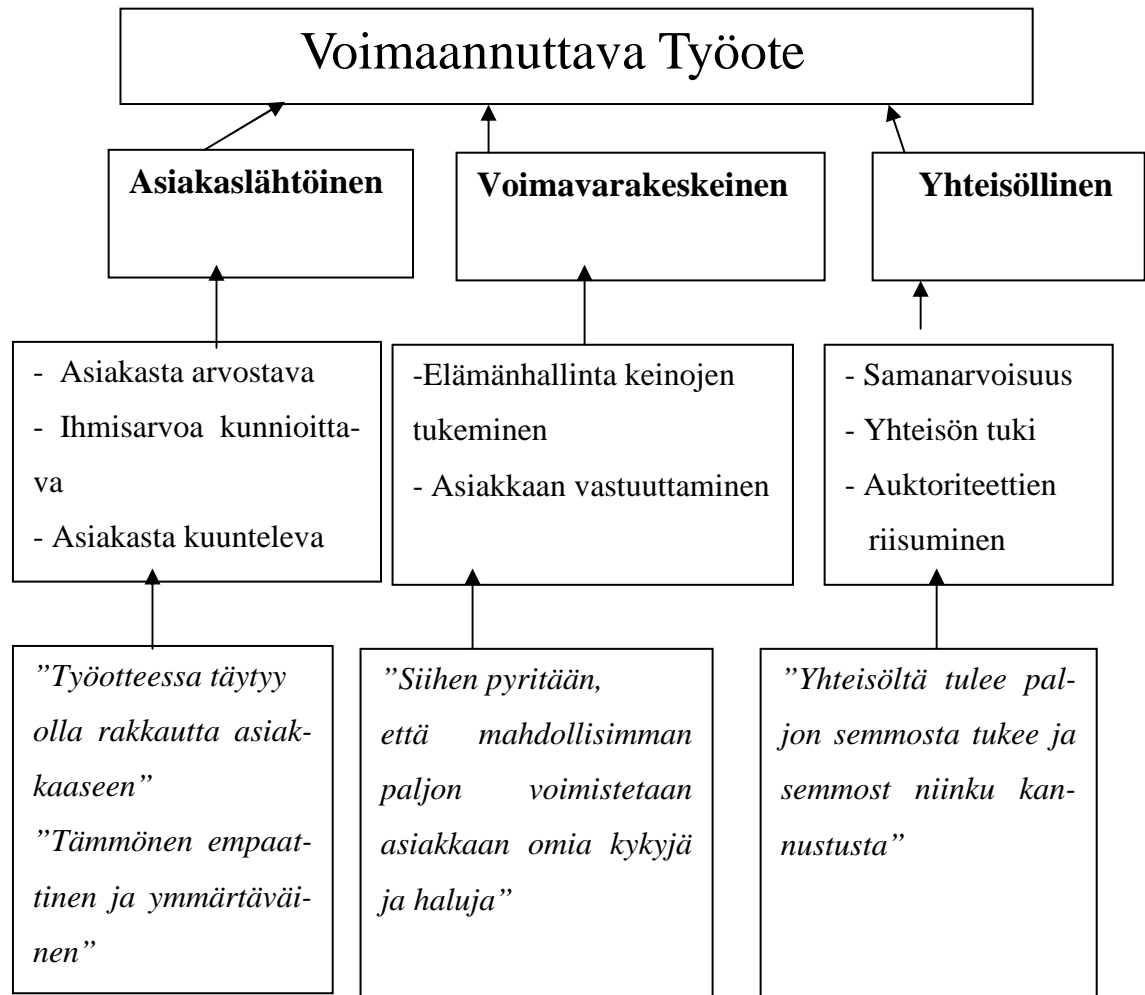 Voimaannuttava Työote
Asiakaslähtöinen
Voimavarakeskeinen
Yhteisöllinen
- Asiakasta arvostava
- Ihmisarvoa kunnioitta-
va
- Asiakasta kuunteleva
-Elämänhallinta keinojen
tukeminen
- Asiakkaan vastuuttaminen
- Samanarvoisuus
- Yhteisön tuki
- Auktoriteettien
riisuminen
”Työotteessa täytyy
olla rakkautta asiak-
kaaseen”
”Tämmönen empaat-
tinen ja ymmärtäväi-
nen”
”Siihen pyritään,
että mahdollisimman
paljon voimistetaan
asiakkaan omia kykyjä
ja haluja”
”Yhteisöltä tulee pal-
jon semmosta tukee ja
semmost niinku kan-
nustusta”